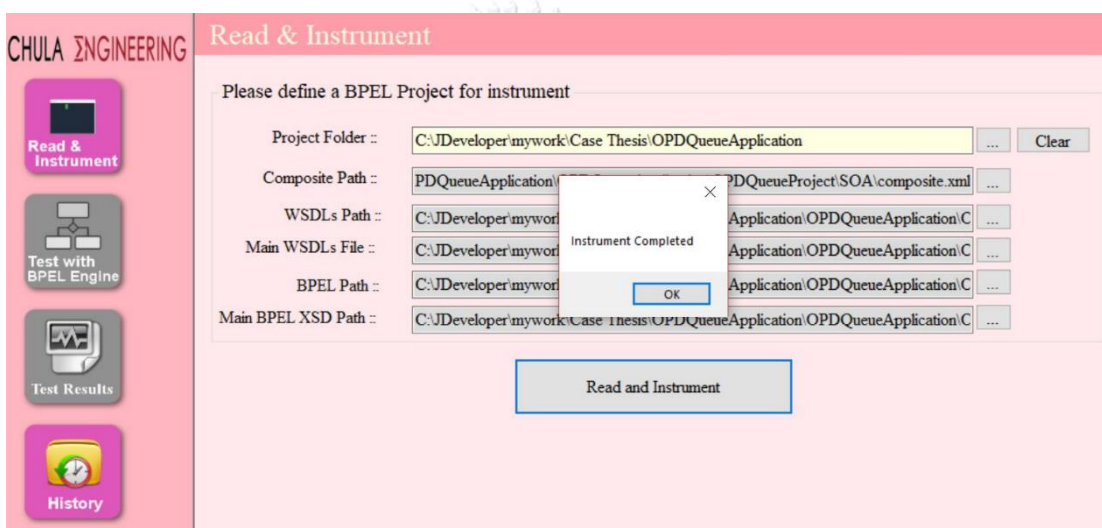 CHULA ΣNGINEERING
Read & Instrument
Read &
Instrument
Test with
BPEL Engine
Test Results
History
Please define a BPEL Project for instrument
Project Folder :: C:\JDeveloper\mywork\Case Thesis\OPDQueueApplication ... Clear
Composite Path :: PDQueueApplication\ PDQueueProject\SOA\composite.xml ...
WSDLs Path :: C:\JDeveloper\mywor Application\OPDQueueApplication\C ...
Main WSDLs File :: C:\JDeveloper\mywor Application\OPDQueueApplication\C ...
BPEL Path :: C:\JDeveloper\mywor Application\OPDQueueApplication\C ...
Main BPEL XSD Path :: C:\JDeveloper\mywork\Case Thesis\OPDQueueApplication\OPDQueueApplication\C ...
Instrument Completed
OK
Read and Instrument